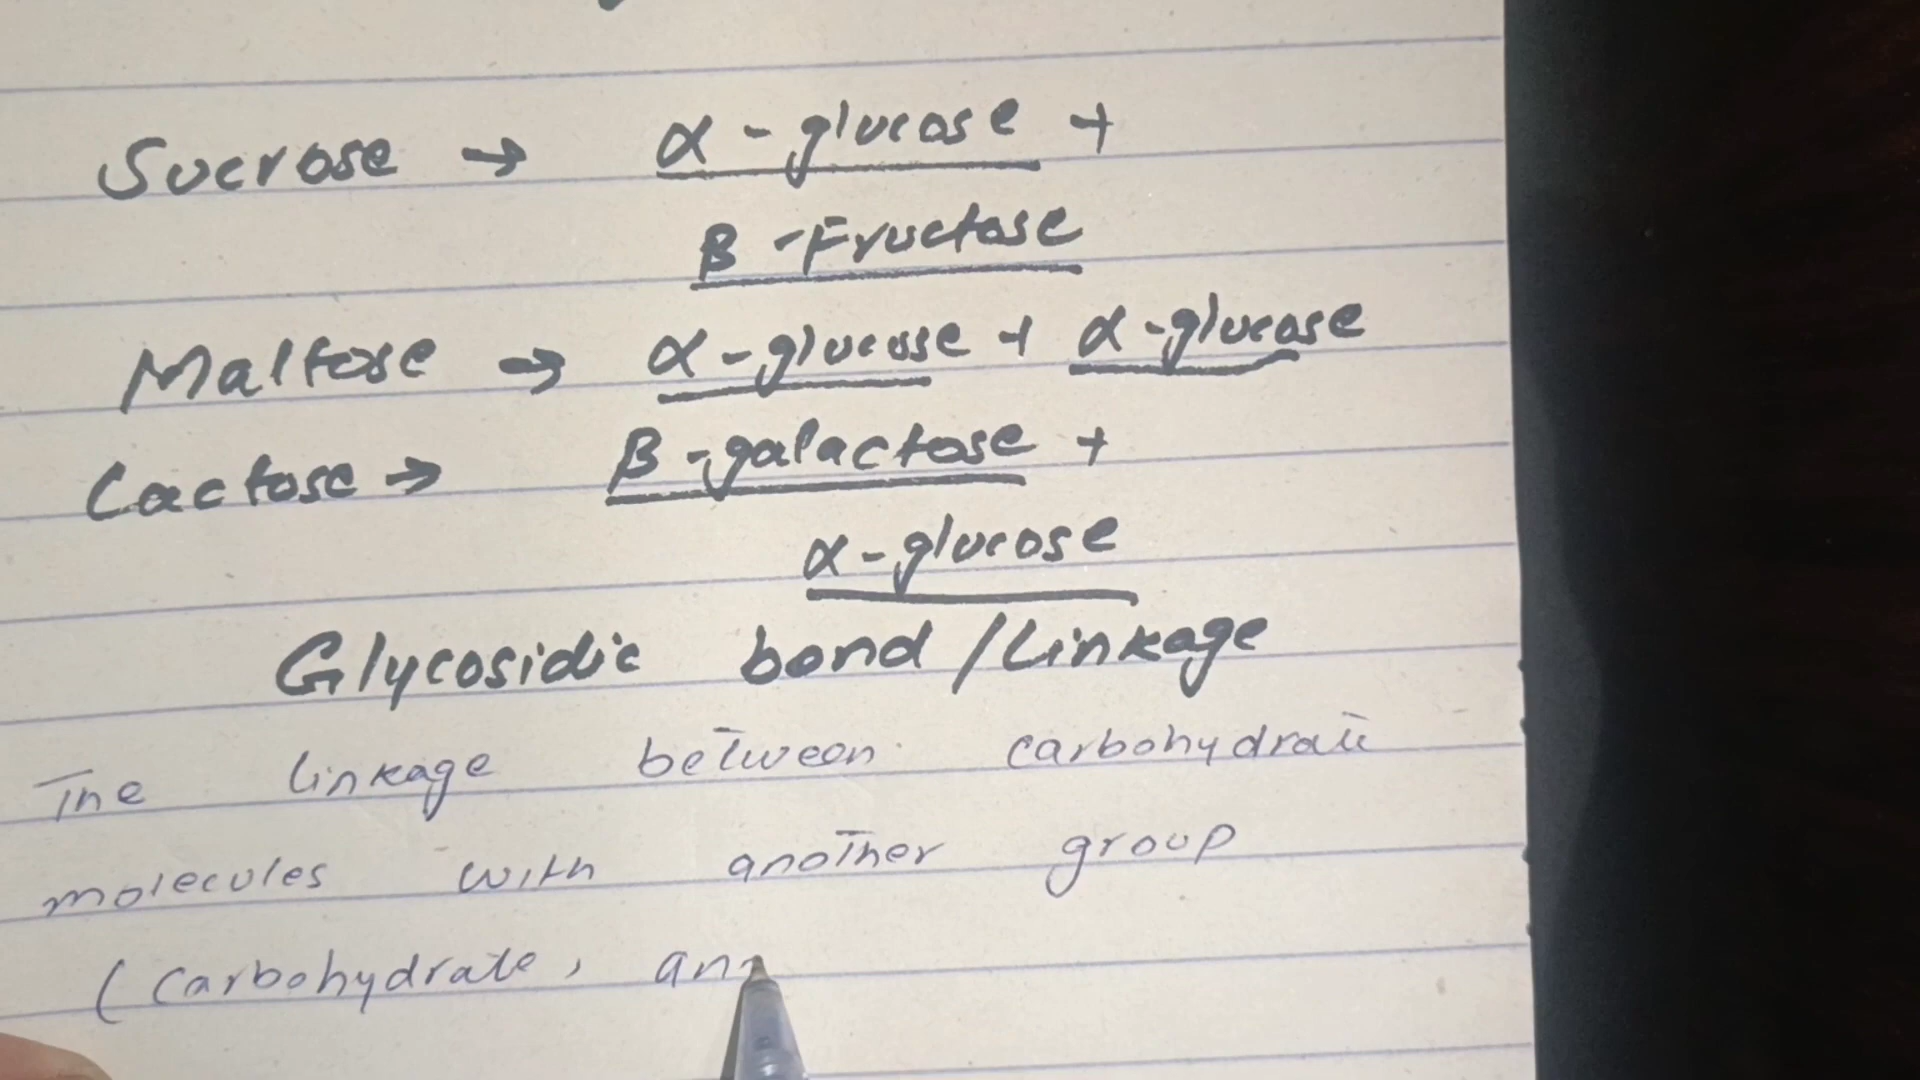 Sucrose → α-glucose +
β-Fructose
Maltose → α-glucose + α-glucose
Lactose → β-galactose +
α-glucose
Glycosidic bond/Linkage
The linkage between carbohydrate
molecules with another group
(carbohydrate, an